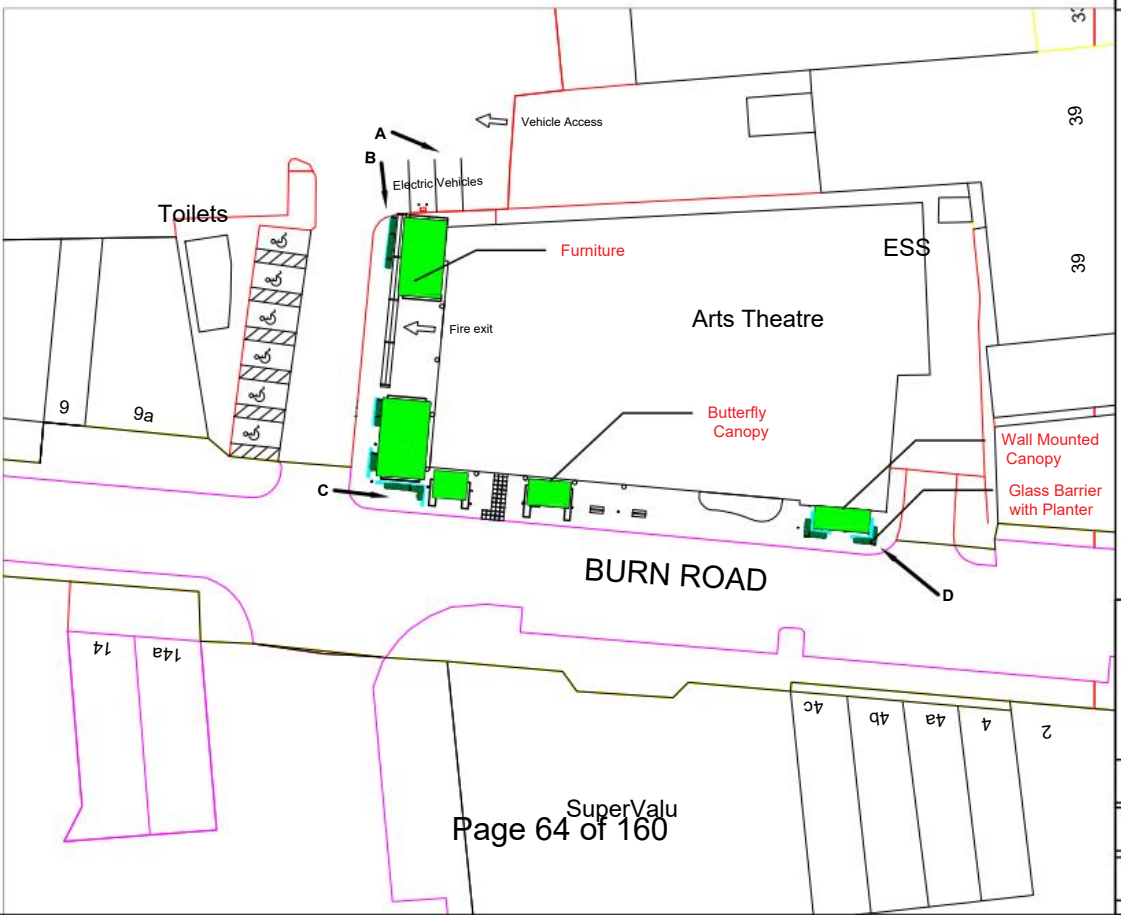 33
39
Vehicle Access
A
B
Electric Vehicles
Toilets
Furniture
ESS
39
Arts Theatre
Fire exit
9
9a
Butterfly
Canopy
Wall Mounted
Canopy
Glass Barrier
with Planter
C
BURN ROAD
D
14
14a
4c
4b
4a
4
2
SuperValu
Page 64 of 160